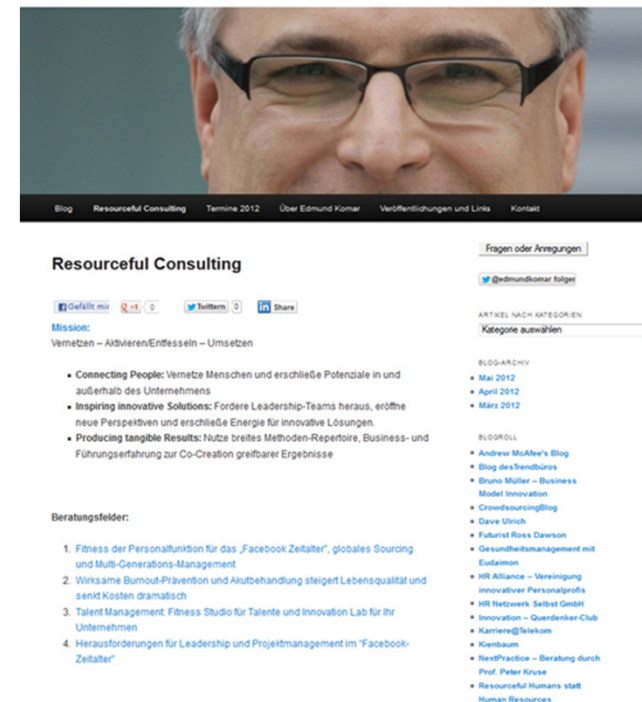 Blog Resourceful Consulting Termine 2012 Über Edmund Komar Veröffentlichungen und Links Kontakt
Resourceful Consulting
Gefällt mir +1 0 Twittern 0 in Share
Mission:
Vernetzen – Aktivieren/Entfesseln – Umsetzen
Connecting People: Vernetze Menschen und erschließe Potenziale in und
außerhalb des Unternehmens
Inspiring innovative Solutions: Fordere Leadership-Teams heraus, eröffne
neue Perspektiven und erschließe Energie für innovative Lösungen.
Producing tangible Results: Nutze breites Methoden-Repertoire, Business- und
Führungserfahrung zur Co-Creation greifbarer Ergebnisse
Beratungsfelder:
1. Fitness der Personalfunktion für das „Facebook Zeitalter", globales Sourcing
und Multi-Generations-Management
2. Wirksame Burnout-Prävention und Akutbehandlung steigert Lebensqualität und
senkt Kosten dramatisch
3. Talent Management: Fitness Studio für Talente und Innovation Lab für Ihr
Unternehmen
4. Herausforderungen für Leadership und Projektmanagement im "Facebook-
Zeitalter"
Fragen oder Anregungen
@edmundkomar folgen
ARTIKEL NACH KATEGORIEN
Kategorie auswählen
BLOG-ARCHIV
Mai 2012
April 2012
März 2012
BLOGROLL
Andrew McAfee's Blog
Blog desTrendbüros
Bruno Müller – Business
Model Innovation
CrowdsourcingBlog
Dave Ulrich
Futurist Ross Dawson
Gesundheitsmanagement mit
Eudaimon
HR Alliance – Vereinigung
innovativer Personalprofis
HR Netzwerk Selbst GmbH
Innovation – Querdenker-Club
Karriere@Telekom
Kienbaum
NextPractice – Beratung durch
Prof. Peter Kruse
Resourceful Humans statt
Human Resources